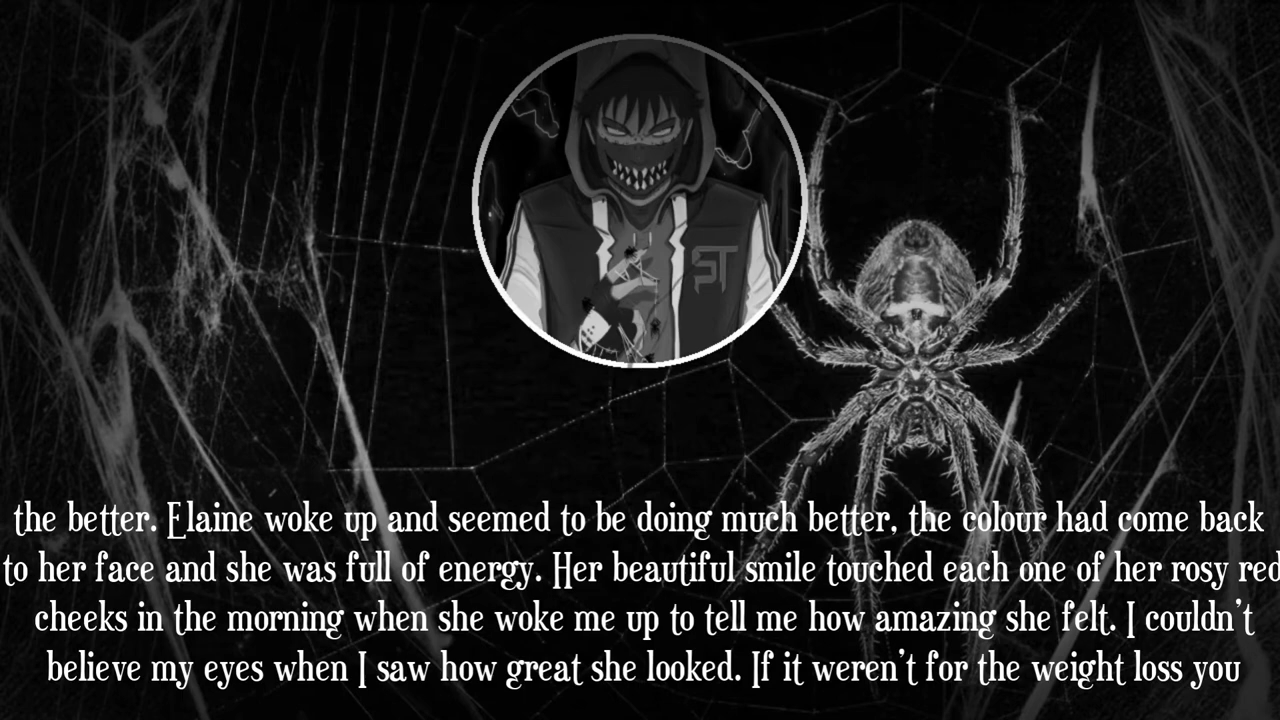 ST
the better. Elaine woke up and seemed to be doing much better, the colour had come back
to her face and she was full of energy. Her beautiful smile touched each one of her rosy red
cheeks in the morning when she woke me up to tell me how amazing she felt. I couldn't
believe my eyes when I saw how great she looked. If it weren't for the weight loss you